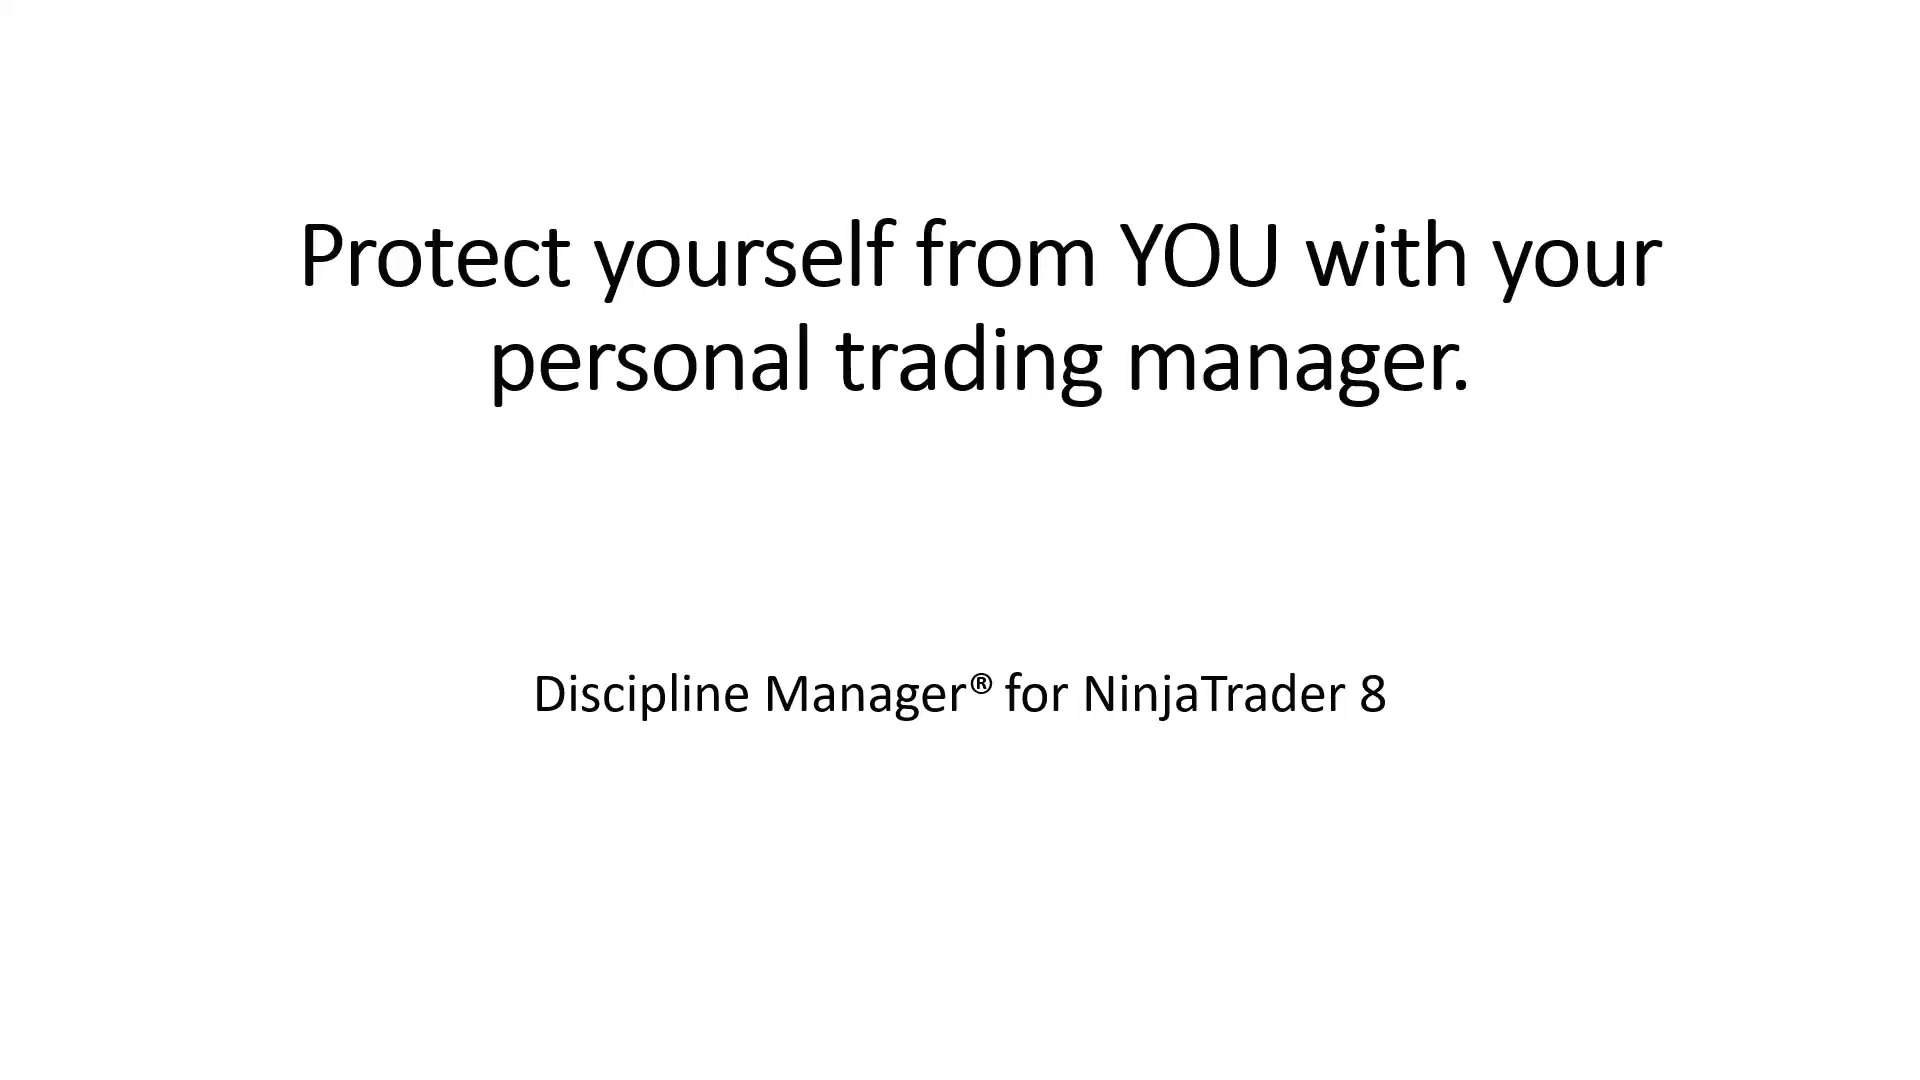 Protect yourself from YOU with your
personal trading manager.
Discipline Manager® for NinjaTrader 8